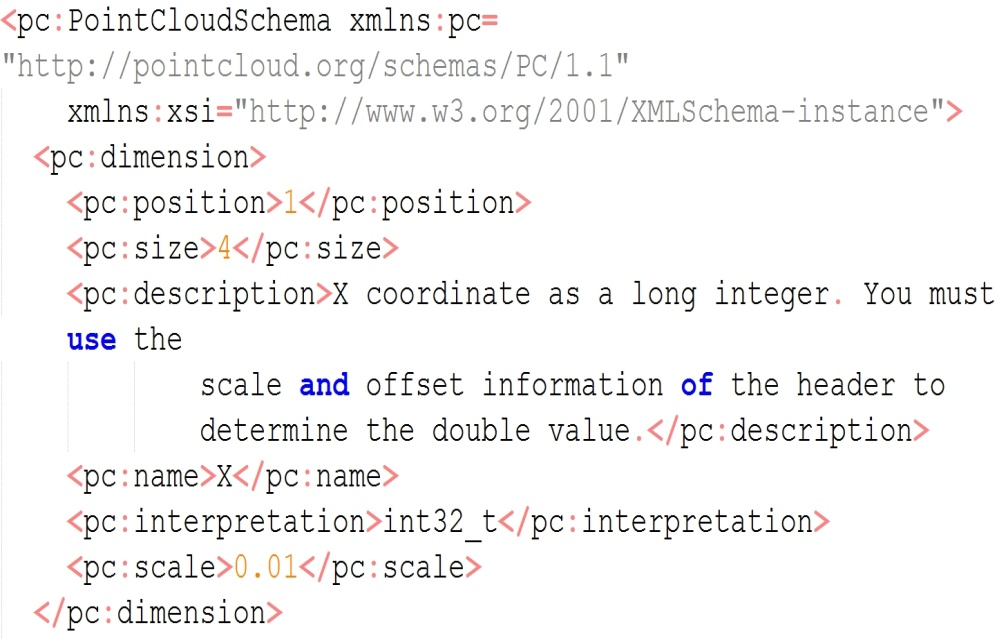 <pc:PointCloudSchema xmlns:pc=
"http://pointcloud.org/schemas/PC/1.1"
xmlns:xsi="http://www.w3.org/2001/XMLSchema-instance">
<pc:dimension>
<pc:position>1</pc:position>
<pc:size>4</pc:size>
<pc:description>X coordinate as a long integer. You must
use the
scale and offset information of the header to
determine the double value.</pc:description>
<pc:name>X</pc:name>
<pc:interpretation>int32_t</pc:interpretation>
<pc:scale>0.01</pc:scale>
</pc:dimension>